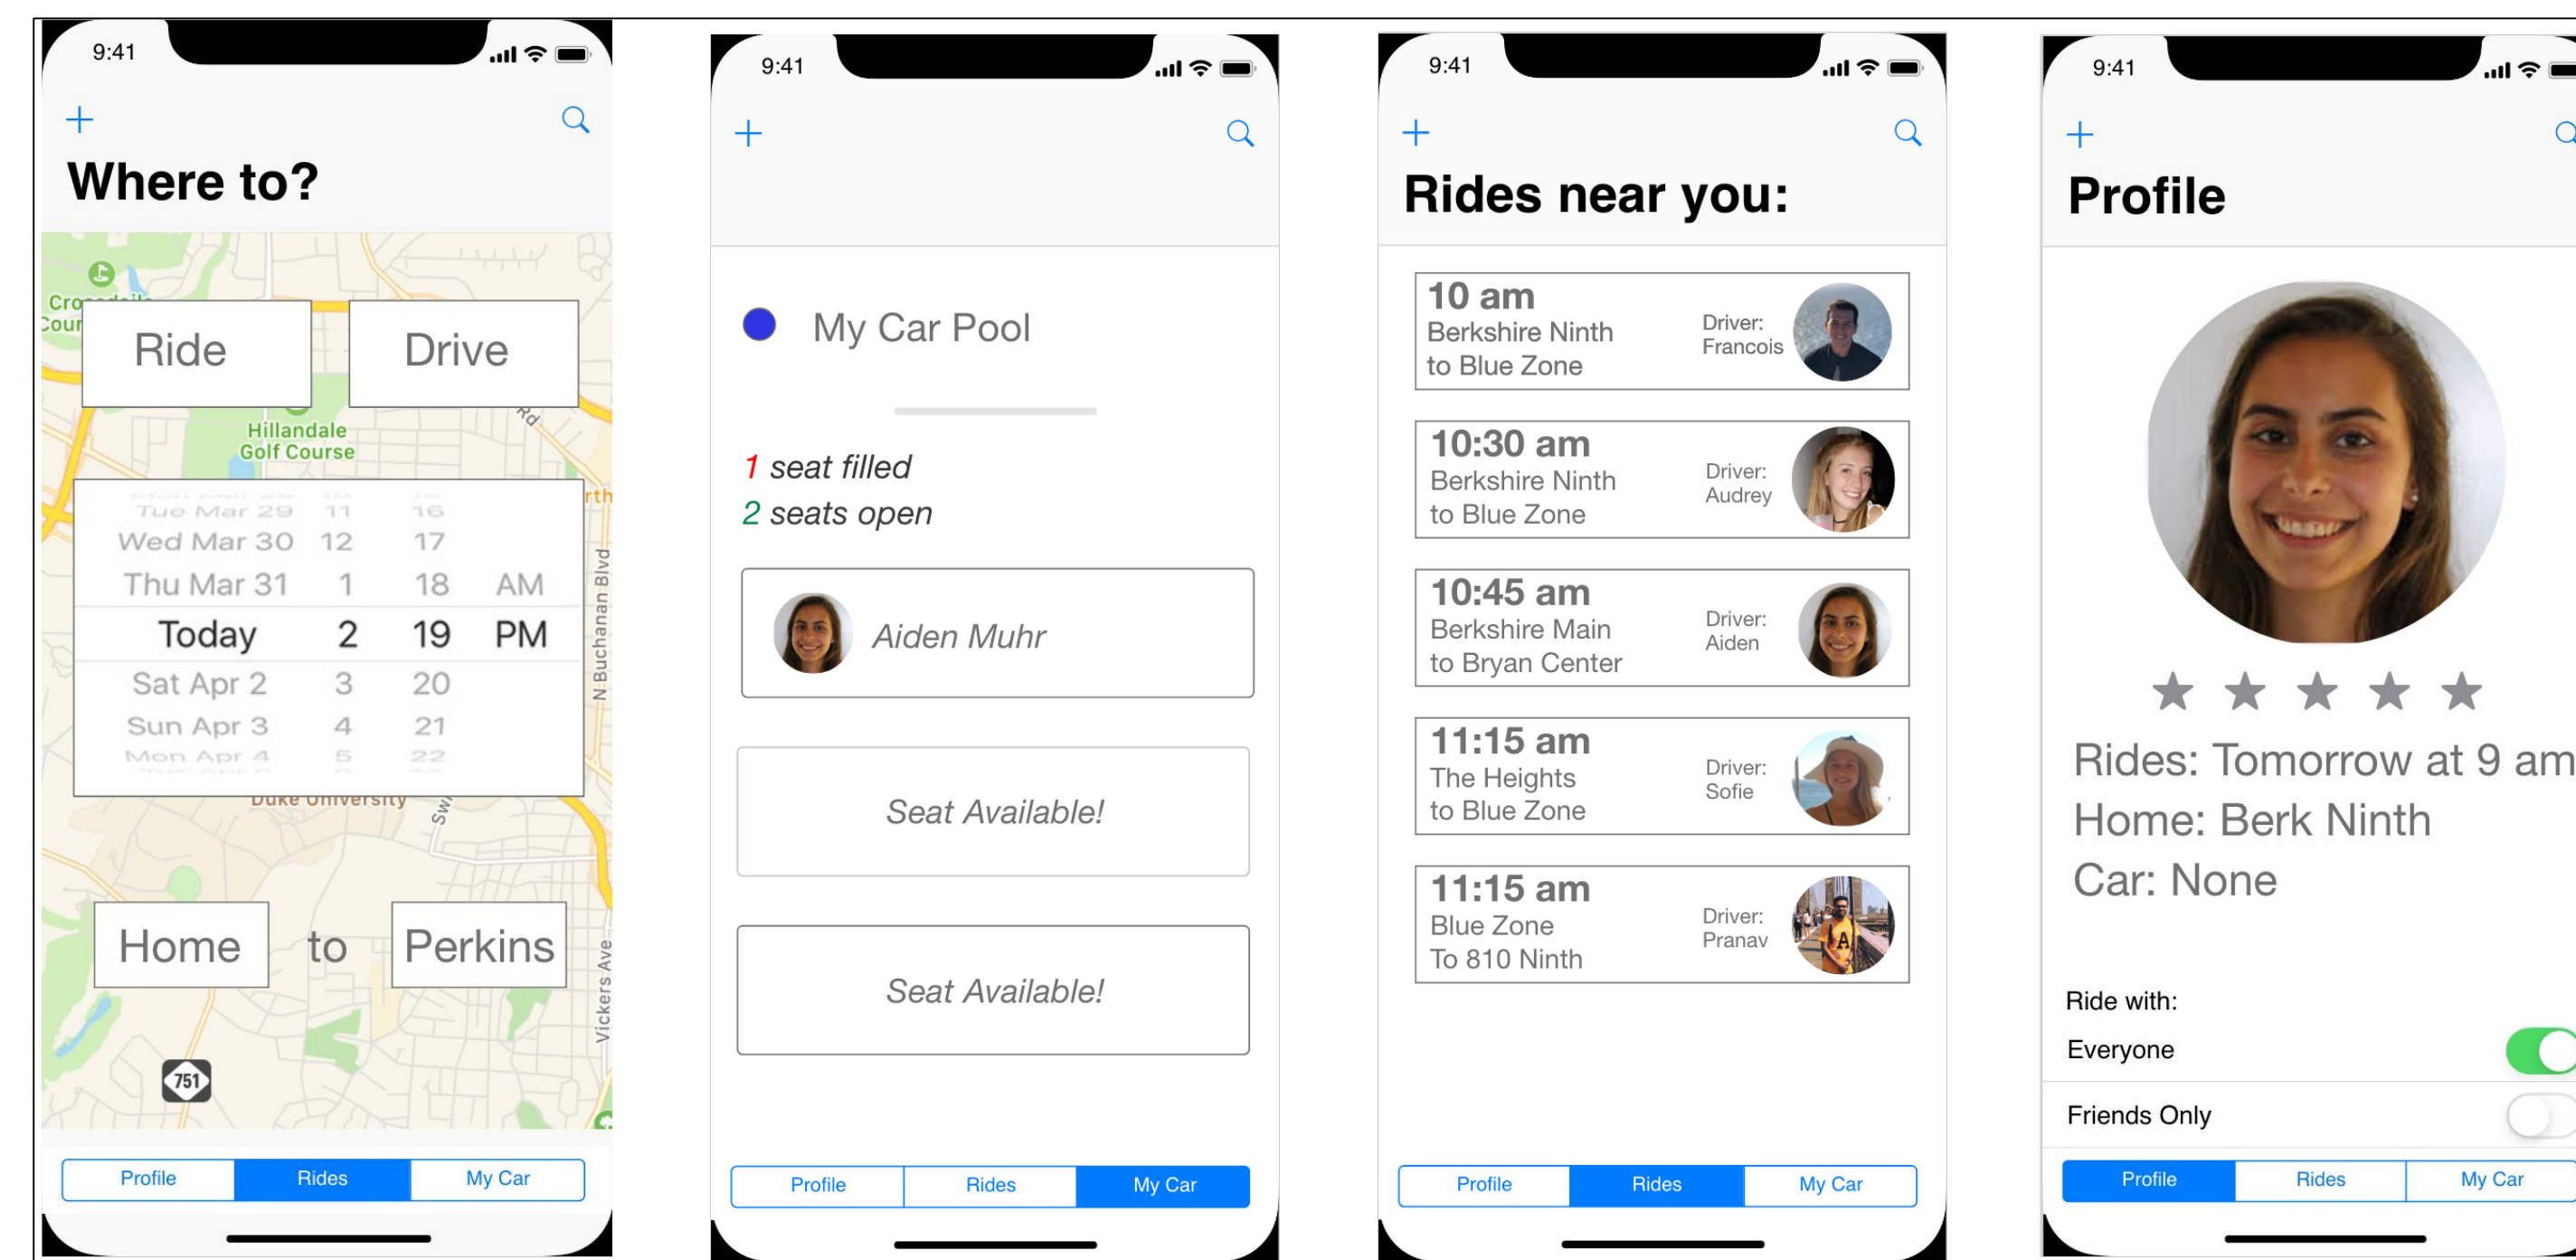 9:41
Where to?
Ride
Drive
Hillandale
Golf Course
Rd
Tue Mar 29 11 16
Wed Mar 30 12 17
Thu Mar 31 1 18 AM
Today 2 19 PM
Sat Apr 2 3 20
Sun Apr 3 4 21
Mon Apr 4 5 22
N Buchanan Blvd
Duke University
Home to Perkins
Vickers Ave
751
Profile Rides My Car
9:41
My Car Pool
1 seat filled
2 seats open
Aiden Muhr
Seat Available!
Seat Available!
Profile Rides My Car
9:41
Rides near you:
10 am
Berkshire Ninth
to Blue Zone
Driver:
Francois
10:30 am
Berkshire Ninth
to Blue Zone
Driver:
Audrey
10:45 am
Berkshire Main
to Bryan Center
Driver:
Aiden
11:15 am
The Heights
to Blue Zone
Driver:
Sofie
11:15 am
Blue Zone
To 810 Ninth
Driver:
Pranav
Profile Rides My Car
9:41
Profile
Rides: Tomorrow at 9 am
Home: Berk Ninth
Car: None
Ride with:
Everyone
Friends Only
Profile Rides My Car